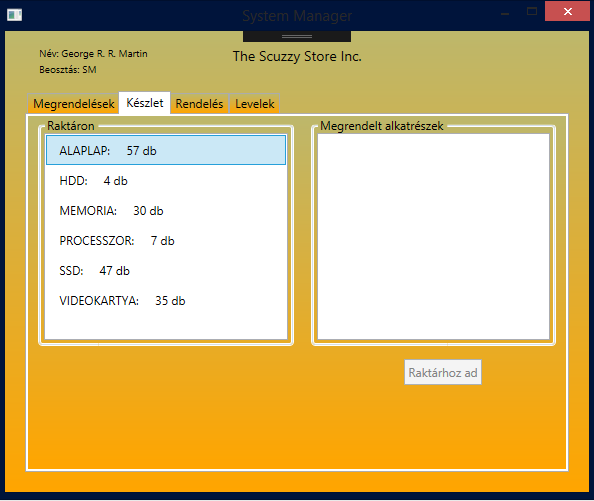 System Manager
Név: George R. R. Martin
Beosztás: SM
The Scuzzy Store Inc.
Megrendelések Készlet Rendelés Levelek
Raktáron
ALAPLAP: 57 db
HDD: 4 db
MEMORIA: 30 db
PROCESSZOR: 7 db
SSD: 47 db
VIDEOKARTYA: 35 db
Megrendelt alkatrészek
Raktárhoz ad